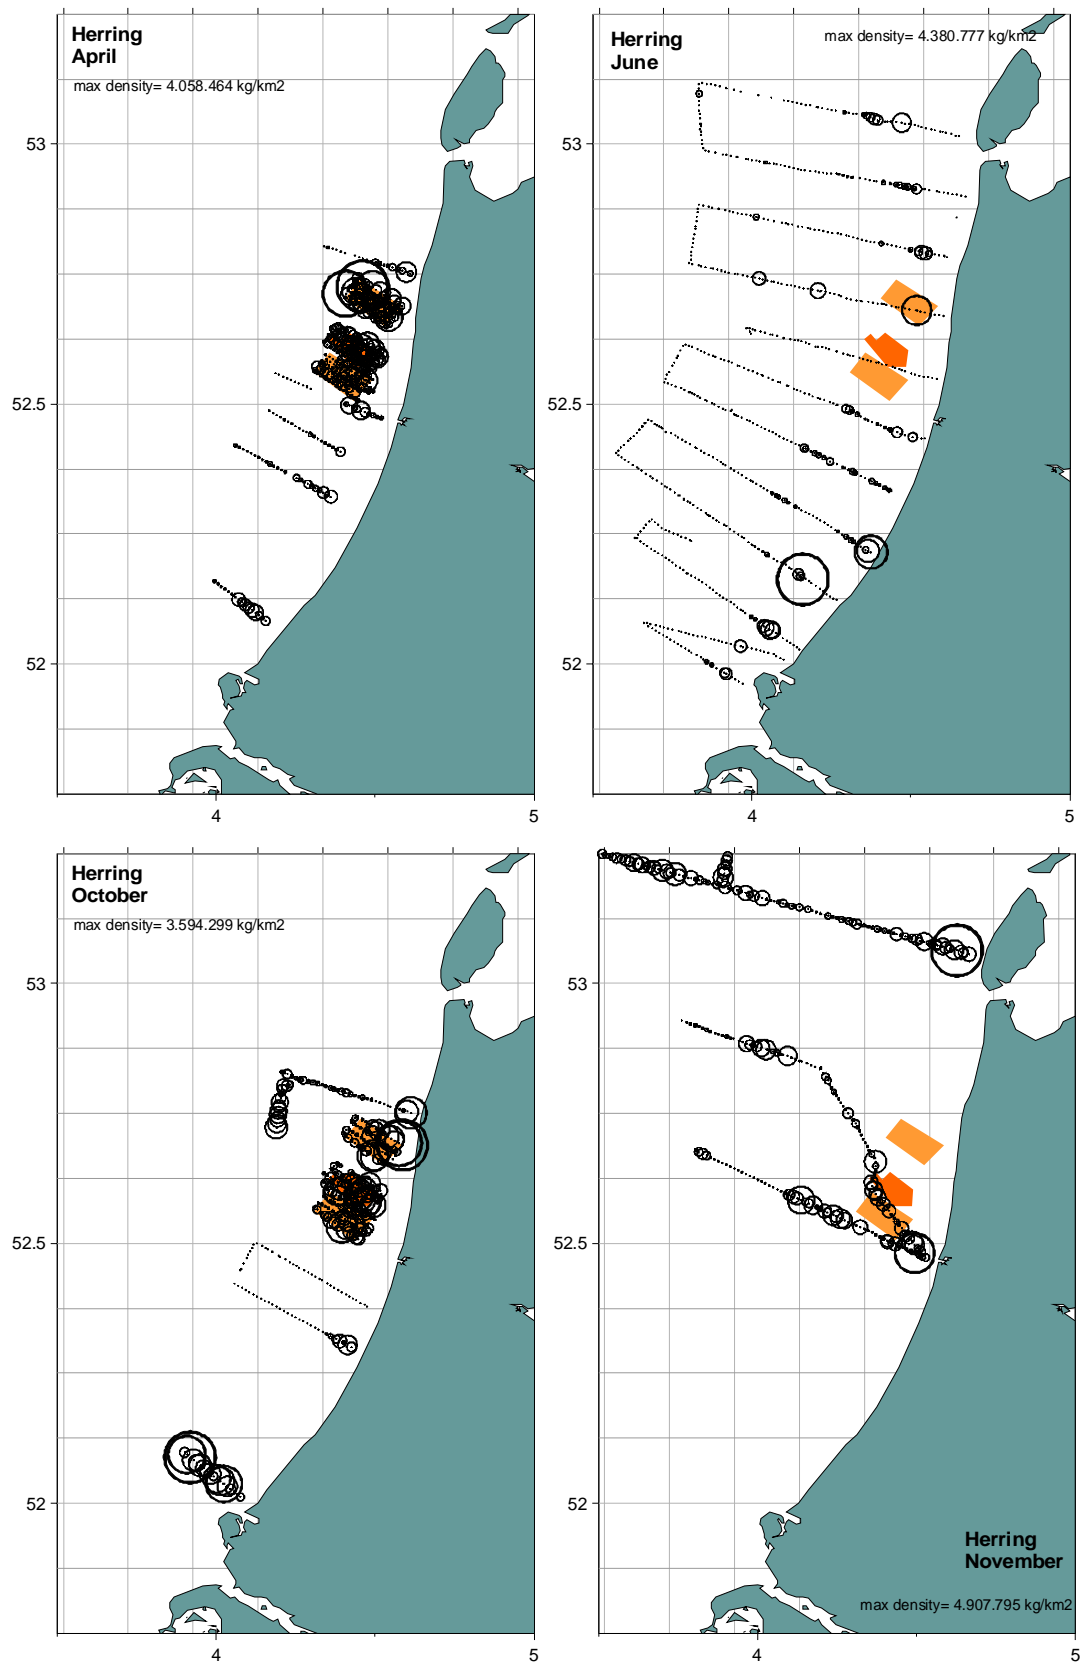 Herring
April
max density= 4.058.464 kg/km2
53
52.5
52
4
5
Herring
June
max density= 4.380.777 kg/km2
4
5
Herring
October
max density= 3.594.299 kg/km2
53
52.5
52
4
5
53
52.5
52
Herring
November
max density= 4.907.795 kg/km2
4
5
53
52.5
52